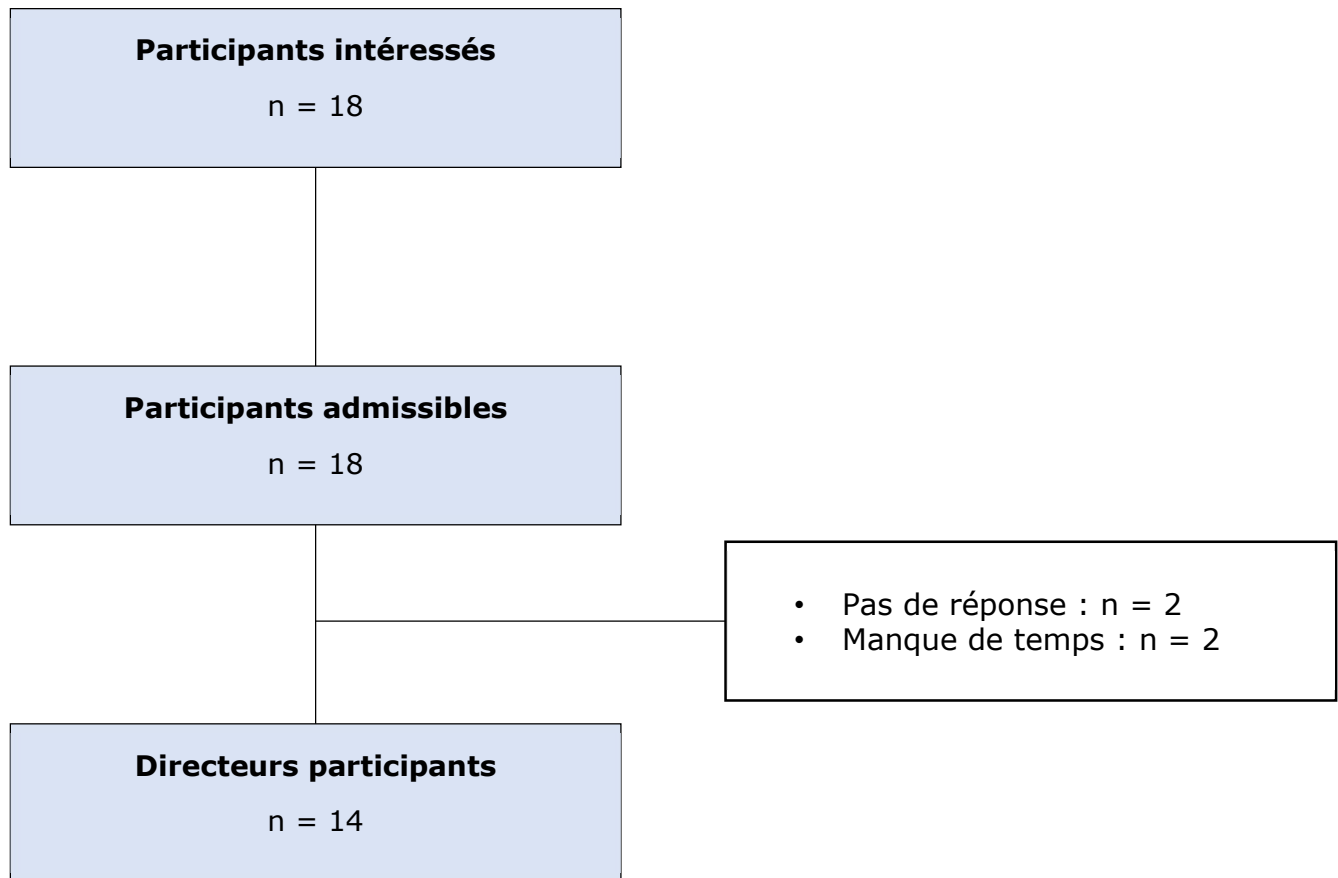 Participants intéressés
n = 18
Participants admissibles
n = 18
• Pas de réponse : n = 2
• Manque de temps : n = 2
Directeurs participants
n = 14